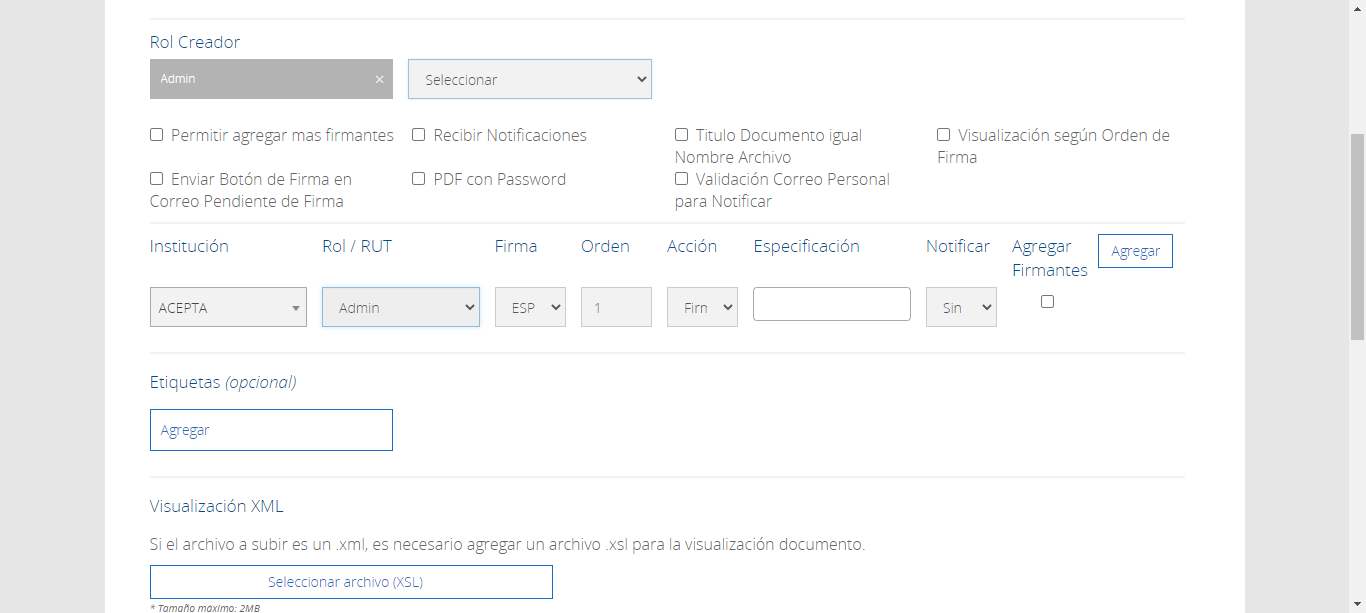 Rol Creador
Admin ×
Seleccionar
Permitir agregar mas firmantes
Recibir Notificaciones
Titulo Documento igual
Nombre Archivo
Visualización según Orden de
Firma
Enviar Botón de Firma en
Correo Pendiente de Firma
PDF con Password
Validación Correo Personal
para Notificar
Institución
Rol / RUT
Firma
Orden
Acción
Especificación
Notificar
Agregar
Firmantes
Agregar
ACEPTA
Admin
ESP
1
Firn
Sin
Etiquetas (opcional)
Agregar
Visualización XML
Si el archivo a subir es un .xml, es necesario agregar un archivo .xsl para la visualización documento.
Seleccionar archivo (XSL)
* Tamaño máximo: 2MB